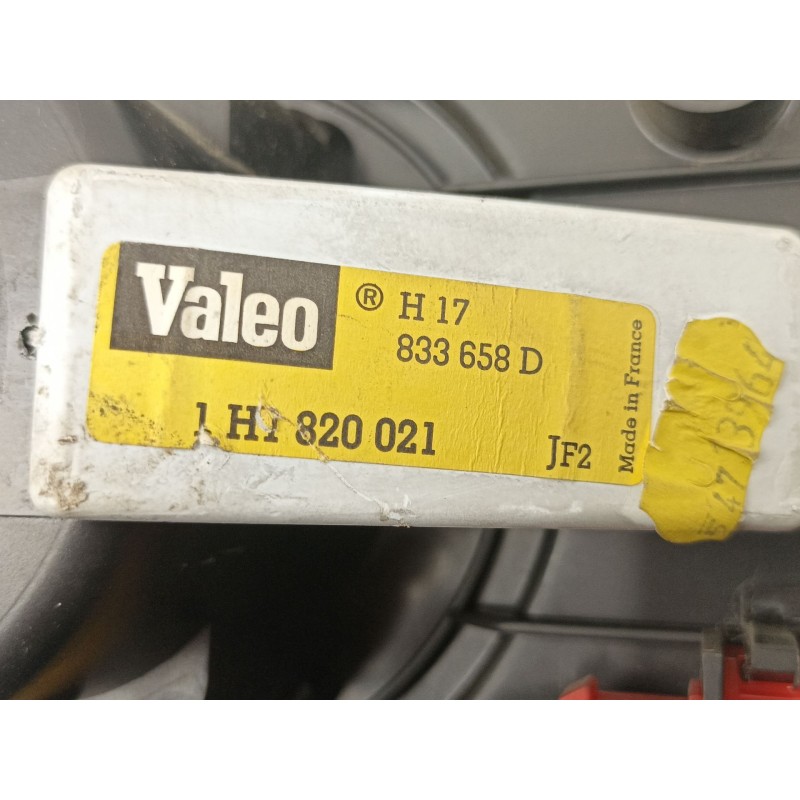 Valeo ® H 17
833 658 D
1 H1 820 021
JF2
Made in France